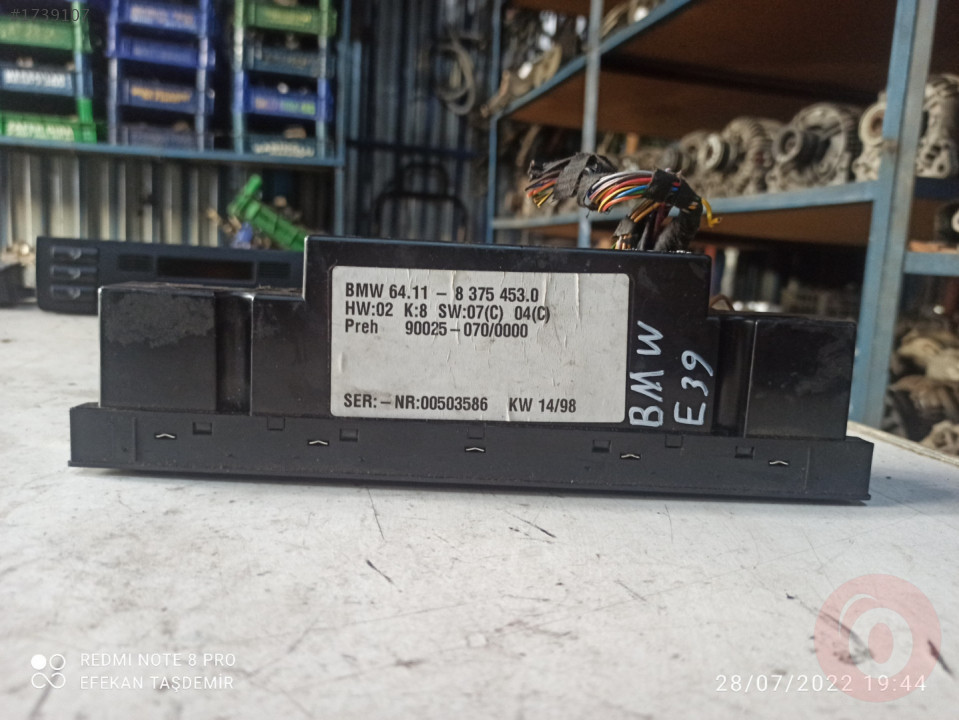 #1739107
BMW 64.11 - 8 375 453.0
HW:02 K:8 SW:07(C) 04(C)
Preh 90025-070/0000
SER:-NR:00503586 KW 14/98
BMW
E39
REDMI NOTE 8 PRO
EFEKAN TAŞDEMİR
28/07/2022 19:44